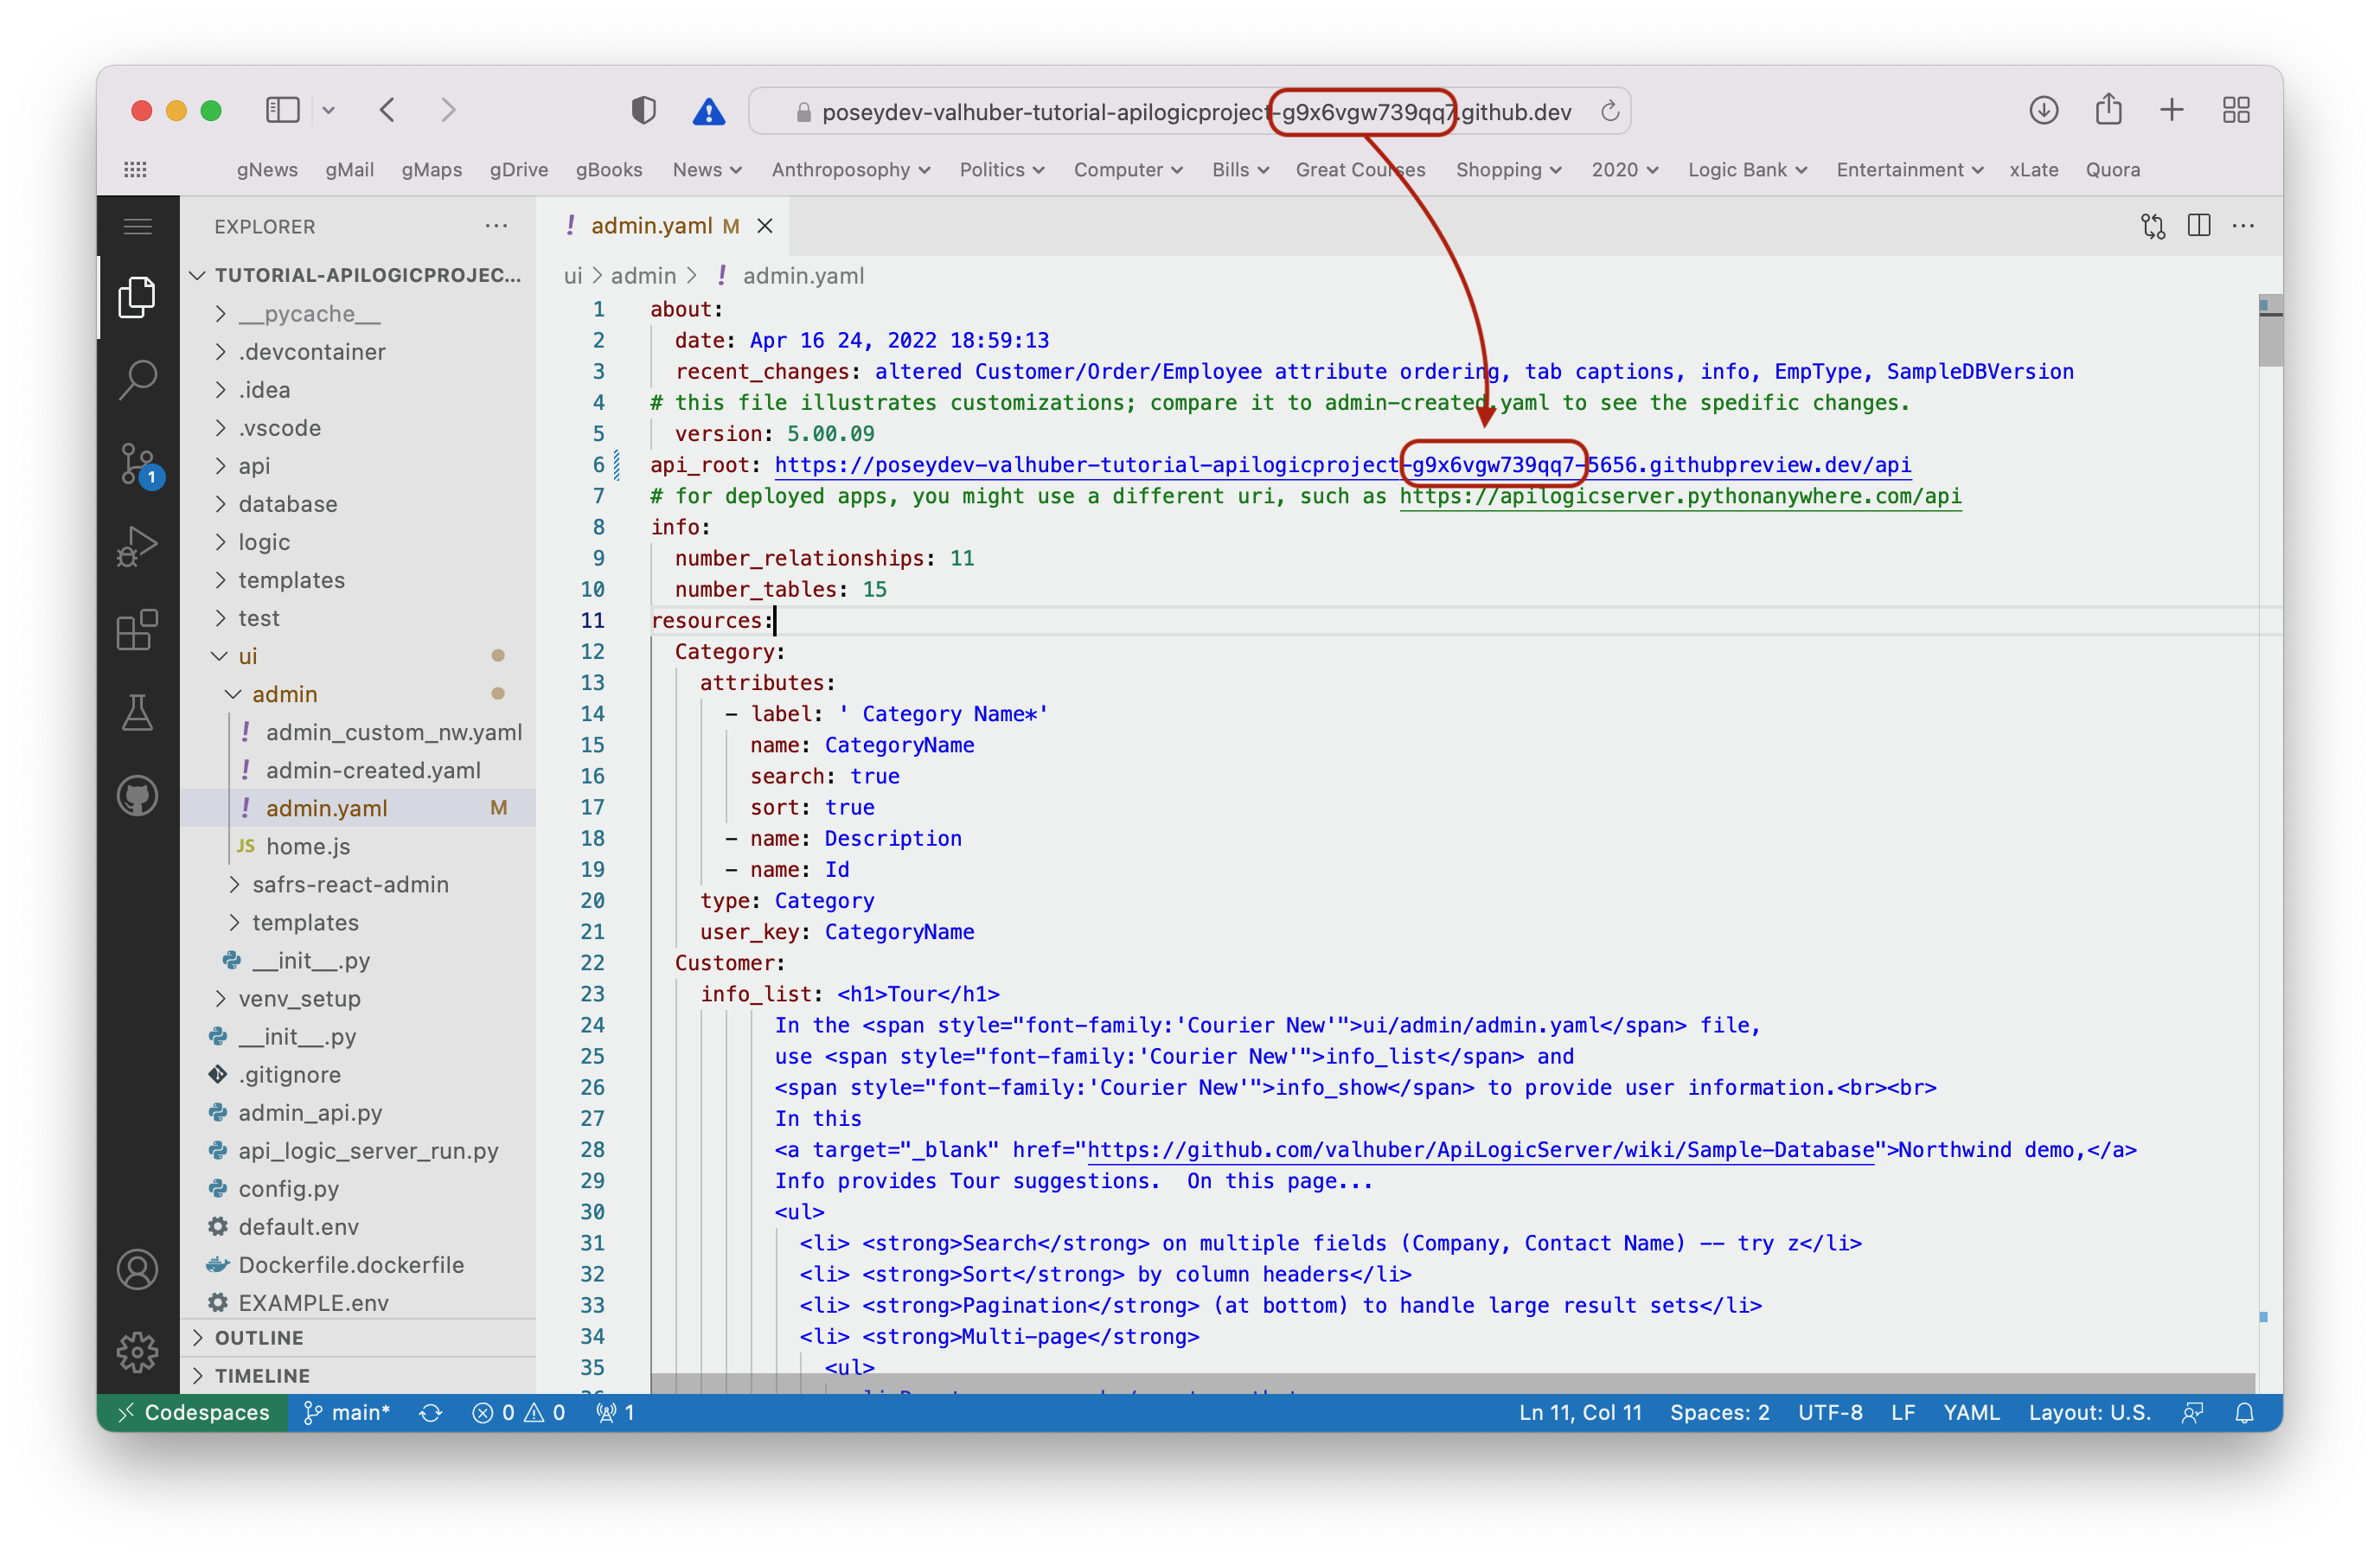 poseydev-valhuber-tutorial-apilogicproject-g9x6vgw739qq7.github.dev
gNews gMail gMaps gDrive gBooks News Anthroposophy Politics Computer Bills Great Courses Shopping 2020 Logic Bank Entertainment xLate Quora
EXPLORER
TUTORIAL-APILOGICPROJEC...
__pycache__
.devcontainer
.idea
.vscode
api
database
logic
templates
test
ui
admin
admin_custom_nw.yaml
admin-created.yaml
admin.yaml M
JS home.js
safrs-react-admin
templates
__init__.py
venv_setup
__init__.py
.gitignore
admin_api.py
api_logic_server_run.py
config.py
default.env
Dockerfile.dockerfile
EXAMPLE.env
OUTLINE
TIMELINE
1
! admin.yaml M
ui > admin > ! admin.yaml
1 about:
2 date: Apr 16 24, 2022 18:59:13
3 recent_changes: altered Customer/Order/Employee attribute ordering, tab captions, info, EmpType, SampleDBVersion
4 # this file illustrates customizations; compare it to admin-created.yaml to see the spedific changes.
5 version: 5.00.09
6 api_root: https://poseydev-valhuber-tutorial-apilogicproject-g9x6vgw739qq7-5656.githubpreview.dev/api
7 # for deployed apps, you might use a different uri, such as https://apilogicserver.pythonanywhere.com/api
8 info:
9 number_relationships: 11
10 number_tables: 15
11 resources:
12 Category:
13 attributes:
14 - label: ' Category Name*'
15 name: CategoryName
16 search: true
17 sort: true
18 - name: Description
19 - name: Id
20 type: Category
21 user_key: CategoryName
22 Customer:
23 info_list: <h1>Tour</h1>
24 In the <span style="font-family:'Courier New'">ui/admin/admin.yaml</span> file,
25 use <span style="font-family:'Courier New'">info_list</span> and
26 <span style="font-family:'Courier New'">info_show</span> to provide user information.<br><br>
27 In this
28 <a target="_blank" href="https://github.com/valhuber/ApiLogicServer/wiki/Sample-Database">Northwind demo,</a>
29 Info provides Tour suggestions.  On this page...
30 <ul>
31 <li> <strong>Search</strong> on multiple fields (Company, Contact Name) -- try z</li>
32 <li> <strong>Sort</strong> by column headers</li>
33 <li> <strong>Pagination</strong> (at bottom) to handle large result sets</li>
34 <li> <strong>Multi-page</strong>
35 <ul>
Codespaces main* 0 0 1 Ln 11, Col 11 Spaces: 2 UTF-8 LF YAML Layout: U.S.